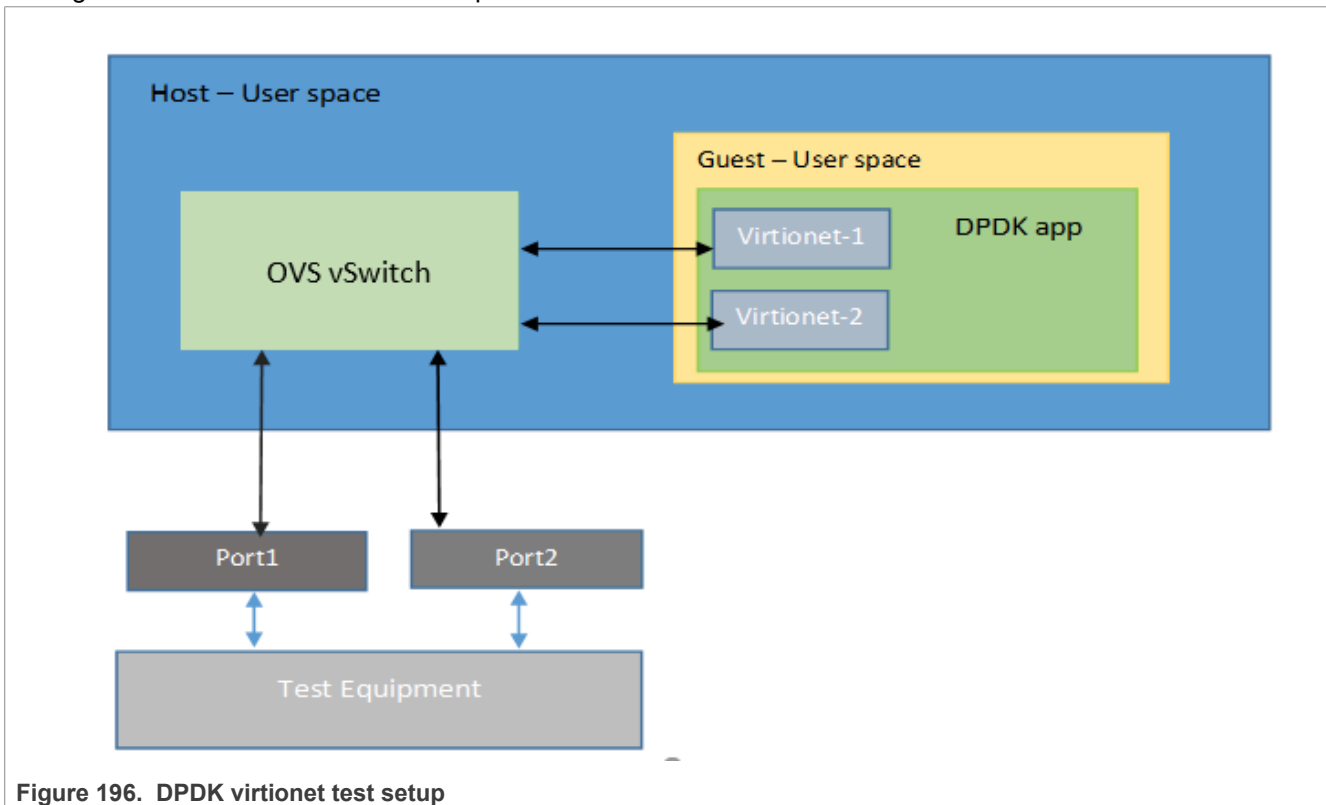 Host – User space
Guest – User space
OVS vSwitch
Virtionet-1
DPDK app
Virtionet-2
Port1
Port2
Test Equipment
Figure 196. DPDK virtionet test setup